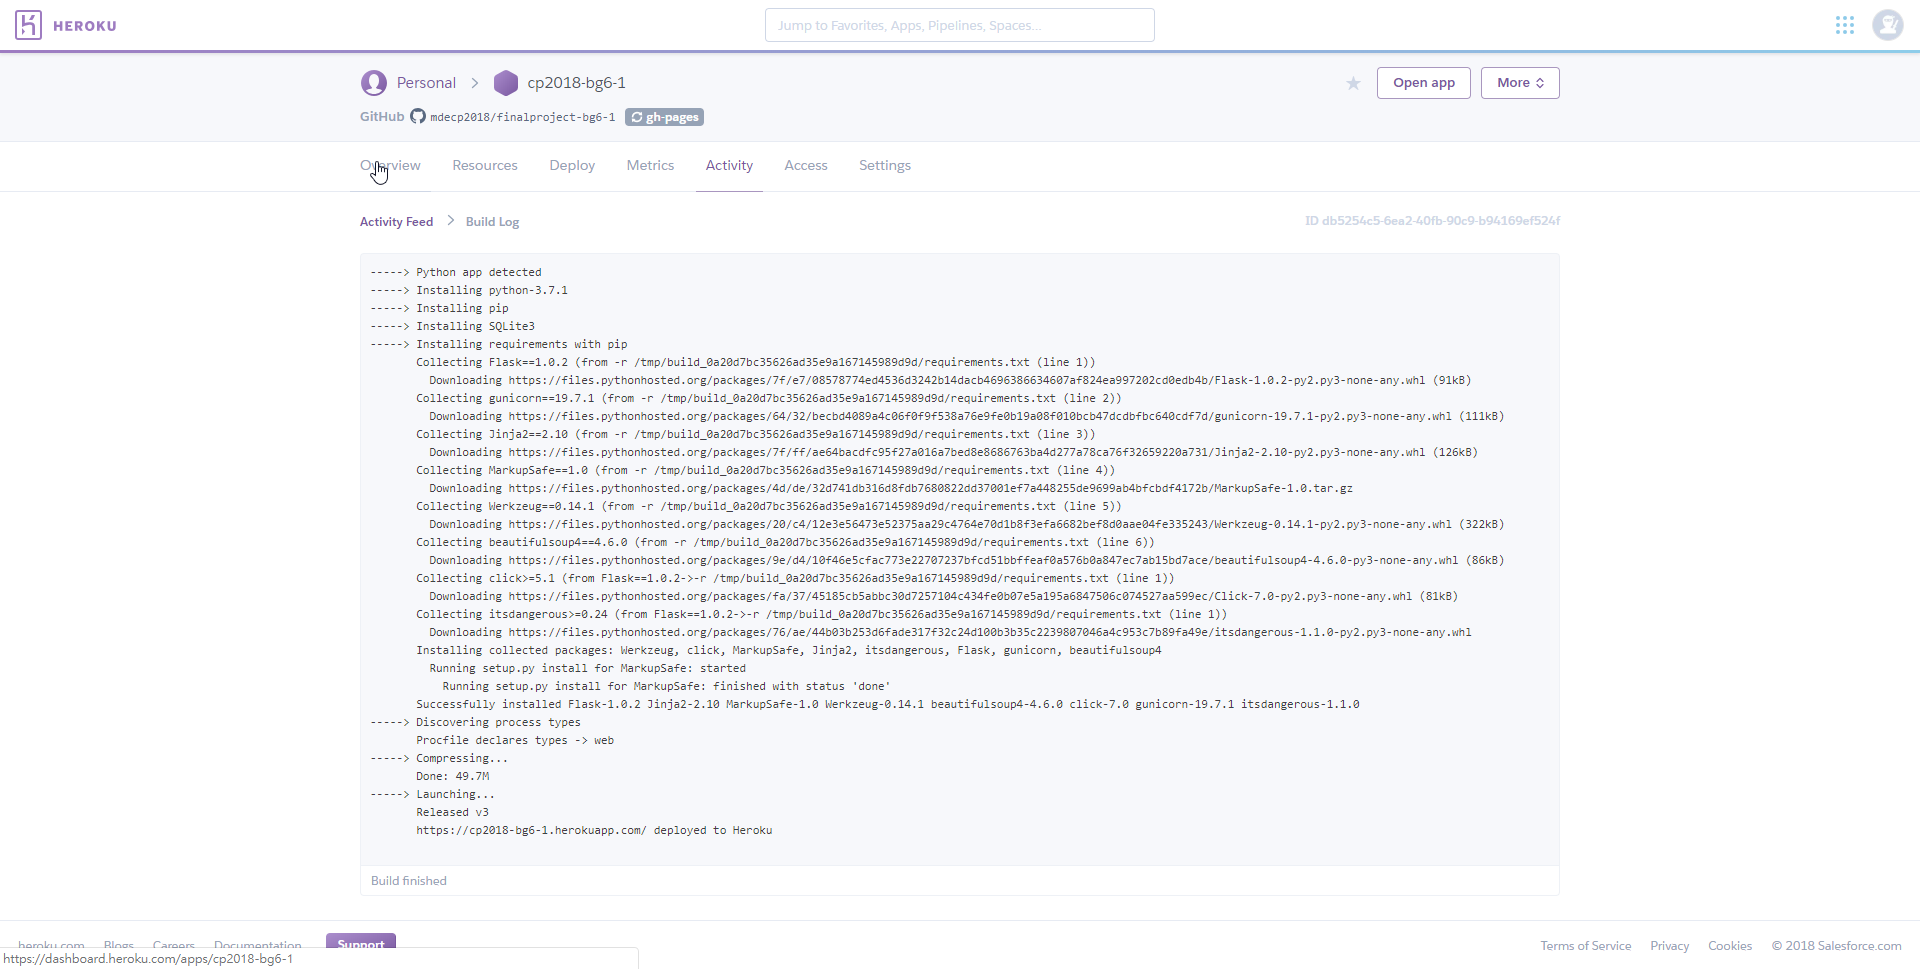 HEROKU
Jump to Favorites, Apps, Pipelines, Spaces...
Personal > cp2018-bg6-1
Open app
More
GitHub mdecp2018/finalproject-bg6-1 gh-pages
Overview Resources Deploy Metrics Activity Access Settings
Activity Feed > Build Log
ID db5254c5-6ea2-40fb-90c9-b94169ef524f
-----> Python app detected
-----> Installing python-3.7.1
-----> Installing pip
-----> Installing SQLite3
-----> Installing requirements with pip
Collecting Flask==1.0.2 (from -r /tmp/build_0a20d7bc35626ad35e9a167145989d9d/requirements.txt (line 1))
Downloading https://files.pythonhosted.org/packages/7f/e7/08578774ed4536d3242b14dacb4696386634607af824ea997202cd0edb4b/Flask-1.0.2-py2.py3-none-any.whl (91kB)
Collecting gunicorn==19.7.1 (from -r /tmp/build_0a20d7bc35626ad35e9a167145989d9d/requirements.txt (line 2))
Downloading https://files.pythonhosted.org/packages/64/32/becbd4089a4c06f0f9f538a76e9fe0b19a08f010bcb47dcdbfbc640cdf7d/gunicorn-19.7.1-py2.py3-none-any.whl (111kB)
Collecting Jinja2==2.10 (from -r /tmp/build_0a20d7bc35626ad35e9a167145989d9d/requirements.txt (line 3))
Downloading https://files.pythonhosted.org/packages/7f/ff/ae64bacdfc95f27a016a7bed8e8686763ba4d277a78ca76f32659220a731/Jinja2-2.10-py2.py3-none-any.whl (126kB)
Collecting MarkupSafe==1.0 (from -r /tmp/build_0a20d7bc35626ad35e9a167145989d9d/requirements.txt (line 4))
Downloading https://files.pythonhosted.org/packages/4d/de/32d741db316d8fdb7680822dd37001ef7a448255de9699ab4bfcbdf4172b/MarkupSafe-1.0.tar.gz
Collecting Werkzeug==0.14.1 (from -r /tmp/build_0a20d7bc35626ad35e9a167145989d9d/requirements.txt (line 5))
Downloading https://files.pythonhosted.org/packages/20/c4/12e3e56473e52375aa29c4764e70d1b8f3efa6682bef8d0aae04fe335243/Werkzeug-0.14.1-py2.py3-none-any.whl (322kB)
Collecting beautifulsoup4==4.6.0 (from -r /tmp/build_0a20d7bc35626ad35e9a167145989d9d/requirements.txt (line 6))
Downloading https://files.pythonhosted.org/packages/9e/d4/10f46e5cfac773e22707237bfcd51bbffeaf0a576b0a847ec7ab15bd7ace/beautifulsoup4-4.6.0-py3-none-any.whl (86kB)
Collecting click>=5.1 (from Flask==1.0.2->-r /tmp/build_0a20d7bc35626ad35e9a167145989d9d/requirements.txt (line 1))
Downloading https://files.pythonhosted.org/packages/fa/37/45185cb5abbc30d7257104c434fe0b07e5a195a6847506c074527aa599ec/Click-7.0-py2.py3-none-any.whl (81kB)
Collecting itsdangerous>=0.24 (from Flask==1.0.2->-r /tmp/build_0a20d7bc35626ad35e9a167145989d9d/requirements.txt (line 1))
Downloading https://files.pythonhosted.org/packages/76/ae/44b03b253d6fade317f32c24d100b3b35c2239807046a4c953c7b89fa49e/itsdangerous-1.1.0-py2.py3-none-any.whl
Installing collected packages: Werkzeug, click, MarkupSafe, Jinja2, itsdangerous, Flask, gunicorn, beautifulsoup4
Running setup.py install for MarkupSafe: started
Running setup.py install for MarkupSafe: finished with status 'done'
Successfully installed Flask-1.0.2 Jinja2-2.10 MarkupSafe-1.0 Werkzeug-0.14.1 beautifulsoup4-4.6.0 click-7.0 gunicorn-19.7.1 itsdangerous-1.1.0
-----> Discovering process types
Procfile declares types -> web
-----> Compressing...
Done: 49.7M
-----> Launching...
Released v3
https://cp2018-bg6-1.herokuapp.com/ deployed to Heroku
Build finished
heroku.com Blogs Careers Documentation Support
Terms of Service Privacy Cookies © 2018 Salesforce.com
https://dashboard.heroku.com/apps/cp2018-bg6-1